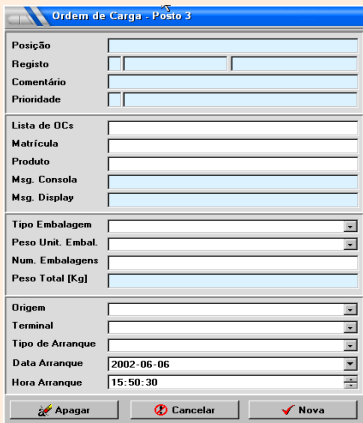 Ordem de Carga - Posto 3
Posição
Registo
Comentário
Prioridade
Lista de OCs
Matrícula
Produto
Msg. Consola
Msg. Display
Tipo Embalagem
Peso Unit. Embal.
Num. Embalagens
Peso Total [Kg]
Origem
Terminal
Tipo de Arranque
Data Arranque 2002-06-06
Hora Arranque 15:50:30
Apagar Cancelar Nova